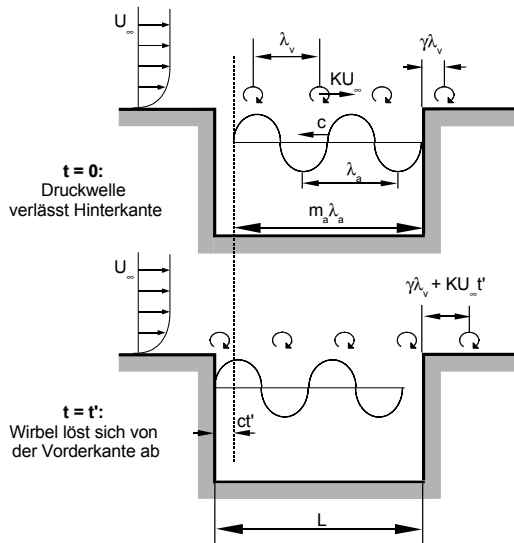 U∞
λv
γλv
KU∞
c
t = 0:
Druckwelle
verlässt Hinterkante
λa
maλa
U∞
γλv + KU∞t'
t = t':
Wirbel löst sich von
der Vorderkante ab
ct'
L